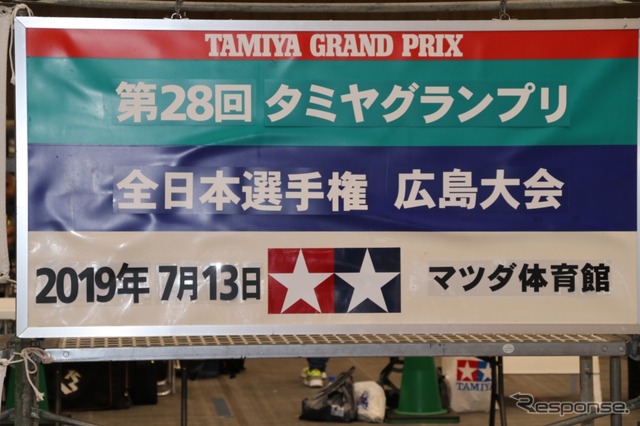 TAMIYA GRAND PRIX
第28回 タミヤグランプリ
全日本選手権 広島大会
2019年 7月13日 マツダ体育館
TAMIYA
Response.